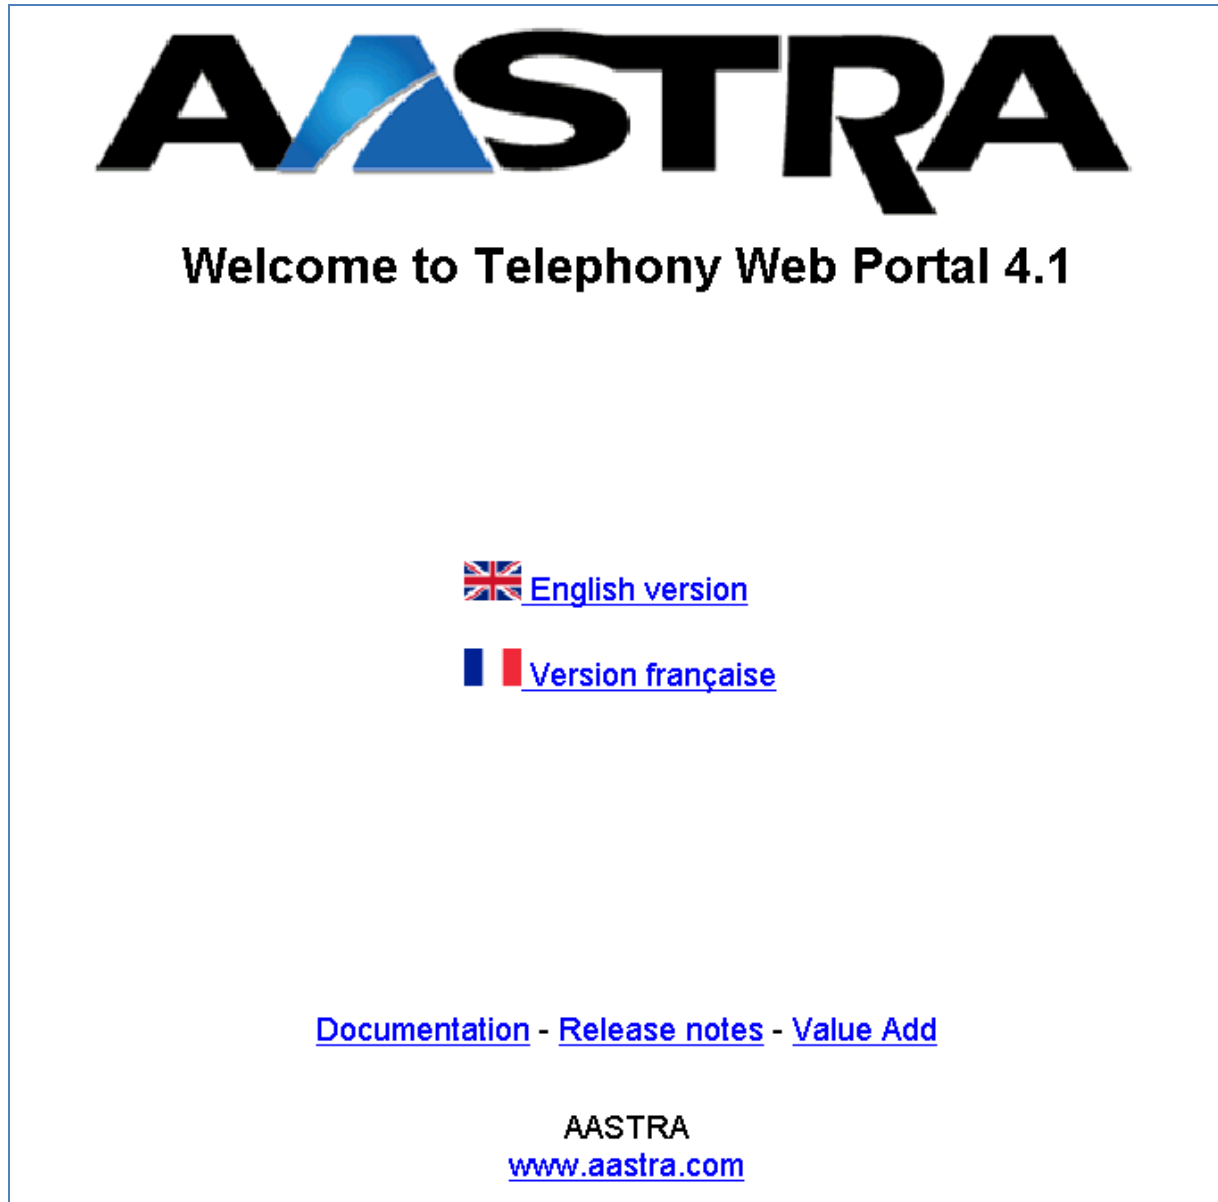 AASTRA
Welcome to Telephony Web Portal 4.1
English version
Version française
Documentation - Release notes - Value Add
AASTRA
www.aastra.com